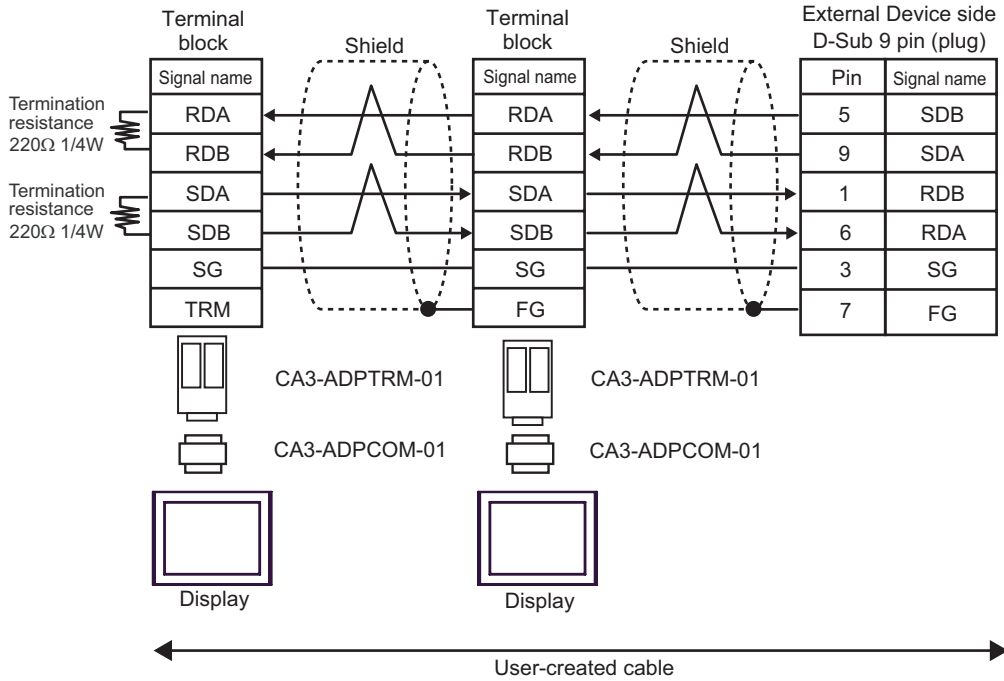 Terminal
block
Shield
Terminal
block
Shield
External Device side
D-Sub 9 pin (plug)
Signal name
Signal name
Pin
Signal name
Termination
resistance
220Ω 1/4W
RDA
RDA
5
SDB
RDB
RDB
9
SDA
Termination
resistance
220Ω 1/4W
SDA
SDA
1
RDB
SDB
SDB
6
RDA
SG
SG
3
SG
TRM
FG
7
FG
CA3-ADPTRM-01
CA3-ADPTRM-01
CA3-ADPCOM-01
CA3-ADPCOM-01
Display
Display
User-created cable